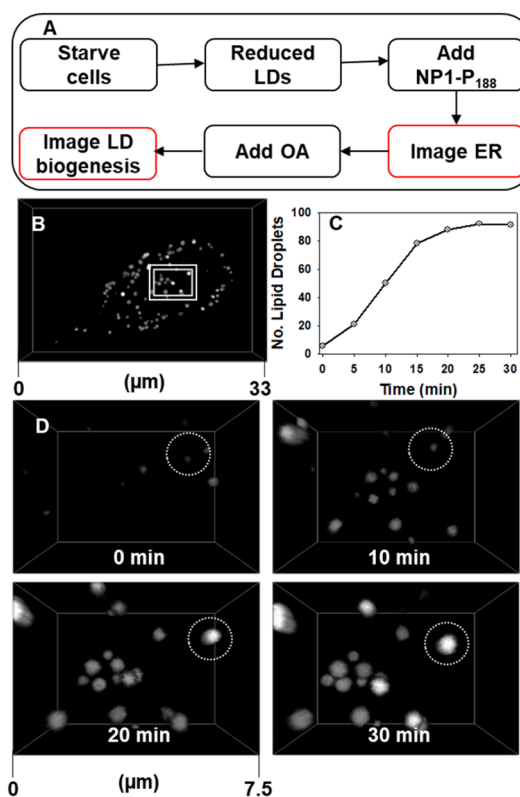 A
Starve
cells
Reduced
LDs
Add
NP1-P₁₈₈
Image LD
biogenesis
Add OA
Image ER
B
0 (µm) 33
C
No. Lipid Droplets
100
80
60
40
20
0
0 5 10 15 20 25 30
Time (min)
D
0 min
10 min
20 min
30 min
0 (µm) 7.5